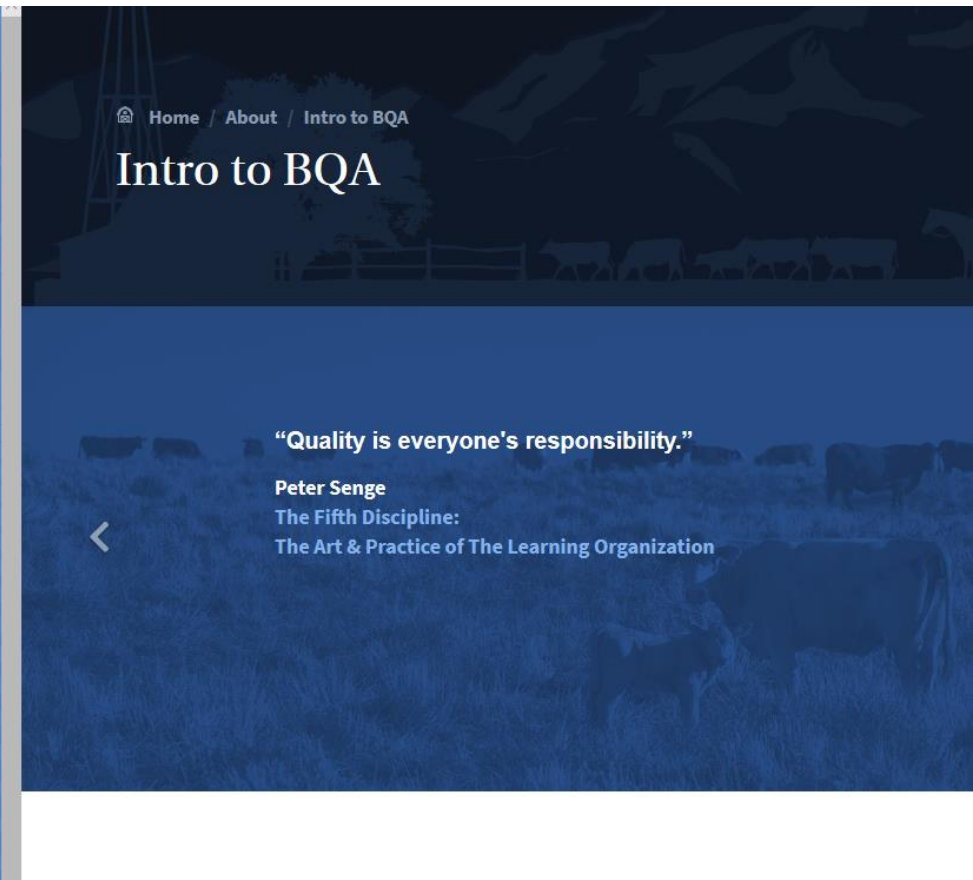 Home / About / Intro to BQA
Intro to BQA
“Quality is everyone's responsibility.”
Peter Senge
The Fifth Discipline:
The Art & Practice of The Learning Organization